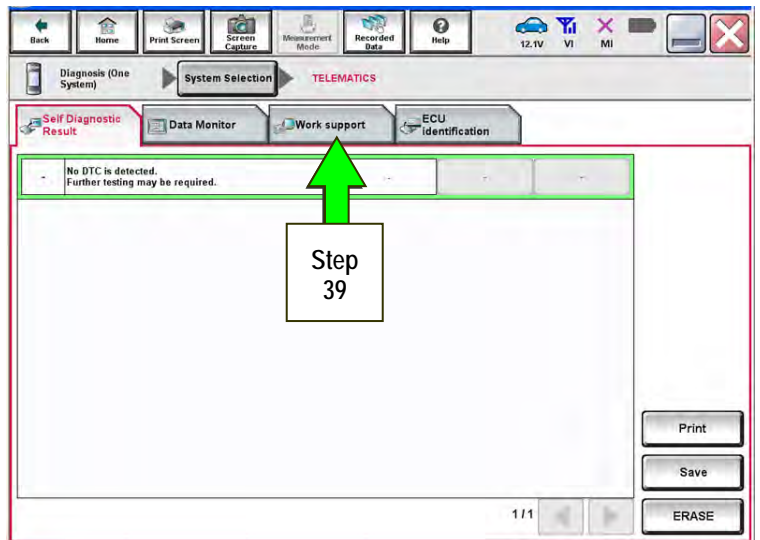 Back
Home
Print Screen
Screen
Capture
Measurement
Mode
Recorded
Data
Help
12.1V
VI
MI
Diagnosis (One
System)
System Selection
TELEMATICS
Self Diagnostic
Result
Data Monitor
Work support
ECU
identification
-
No DTC is detected.
Further testing may be required.
-
-
-
Step
39
Print
Save
1/1
ERASE